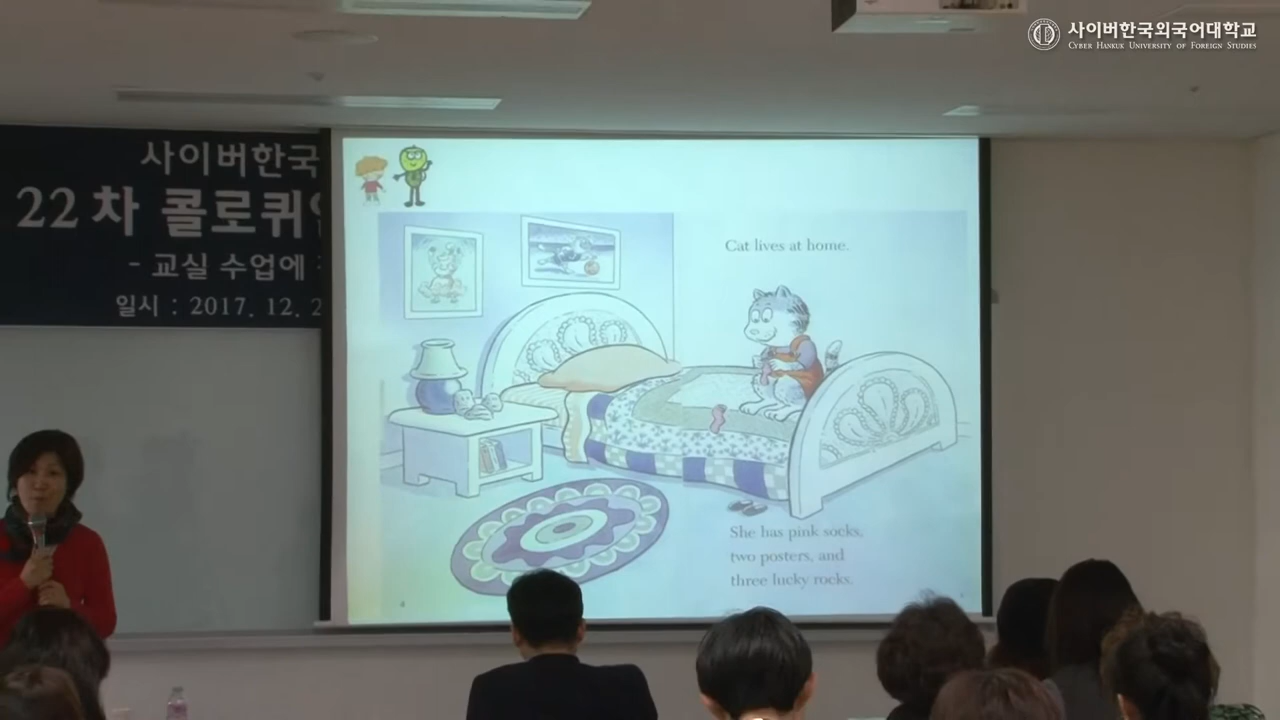 사이버한국외국어대학교
CYBER HANKUK UNIVERSITY OF FOREIGN STUDIES
사이버한국
22차 콜로퀴
- 교실 수업에
일시 : 2017. 12. 2
Cat lives at home.
She has pink socks,
two posters, and
three lucky rocks.